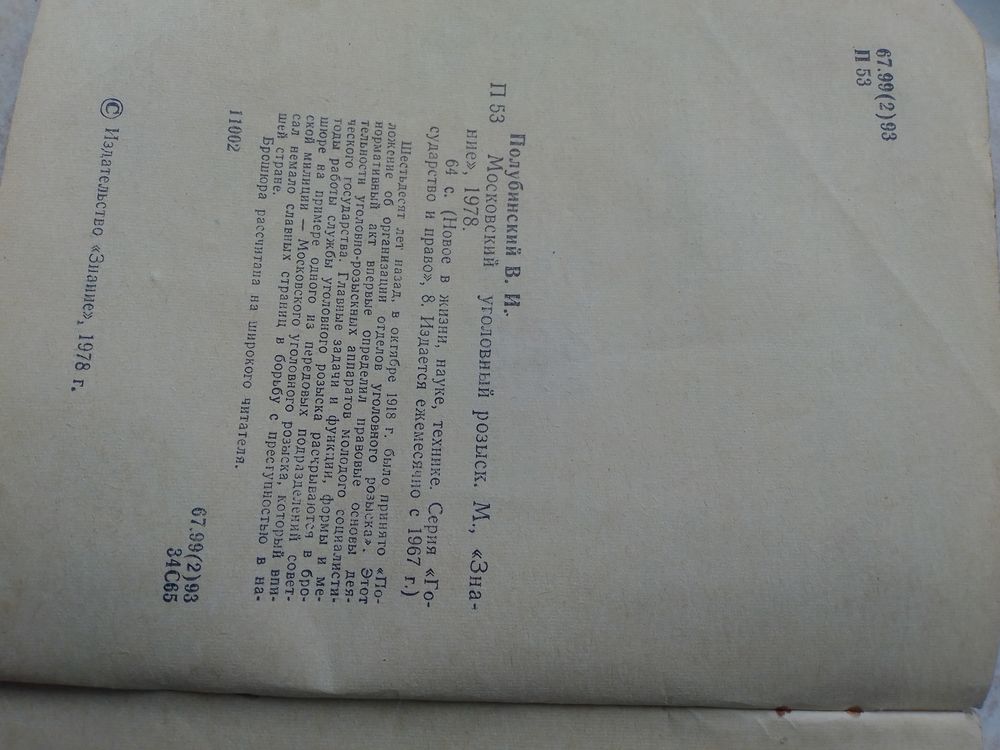 67.99(2)93
П 53
Полубинский В. И.
П 53 Московский уголовный розыск. М., «Зна-
ние», 1978.
64 с. (Новое в жизни, науке, технике. Серия «Го-
сударство и право», 8. Издается ежемесячно с 1967 г.)
Шестьдесят лет назад, в октябре 1918 г. было принято «По-
ложение об организации отделов уголовного розыска». Этот
нормативный акт впервые определил правовые основы дея-
тельности уголовно-розыскных аппаратов молодого социалисти-
ческого государства. Главные задачи и функции, формы и ме-
тоды работы службы уголовного розыска раскрываются в бро-
шюре на примере одного из передовых подразделений совет-
ской милиции — Московского уголовного розыска, который впи-
сал немало славных страниц в борьбу с преступностью в на-
шей стране.
Брошюра рассчитана на широкого читателя.
11002
67.99(2)93
34С65
© Издательство «Знание», 1978 г.